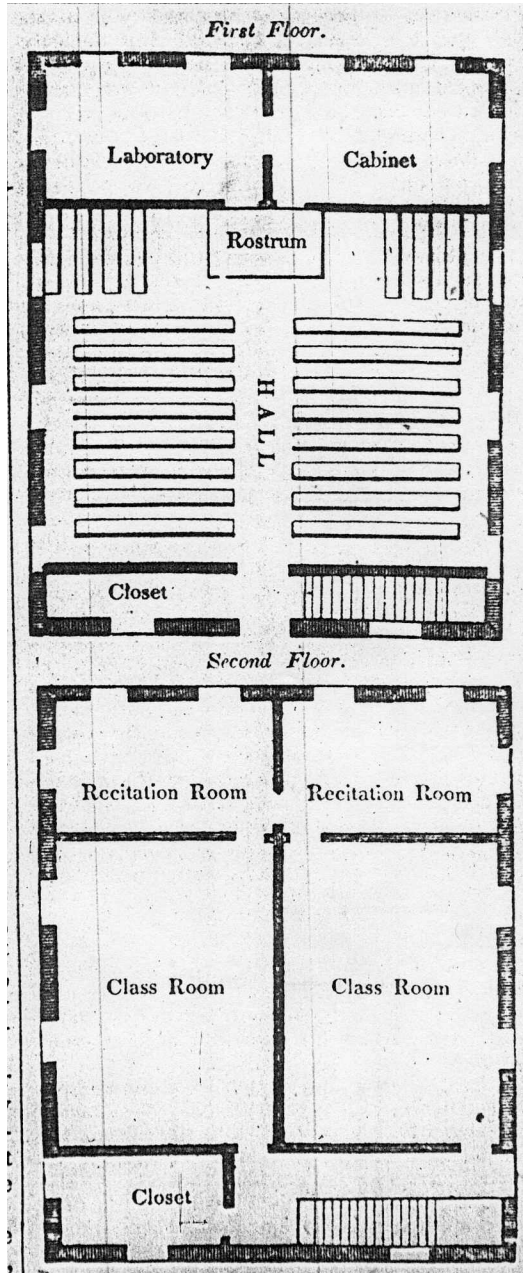 First Floor.
Laboratory
Cabinet
Rostrum
HALL
Closet
Second Floor.
Recitation Room
Recitation Room
Class Room
Class Room
Closet